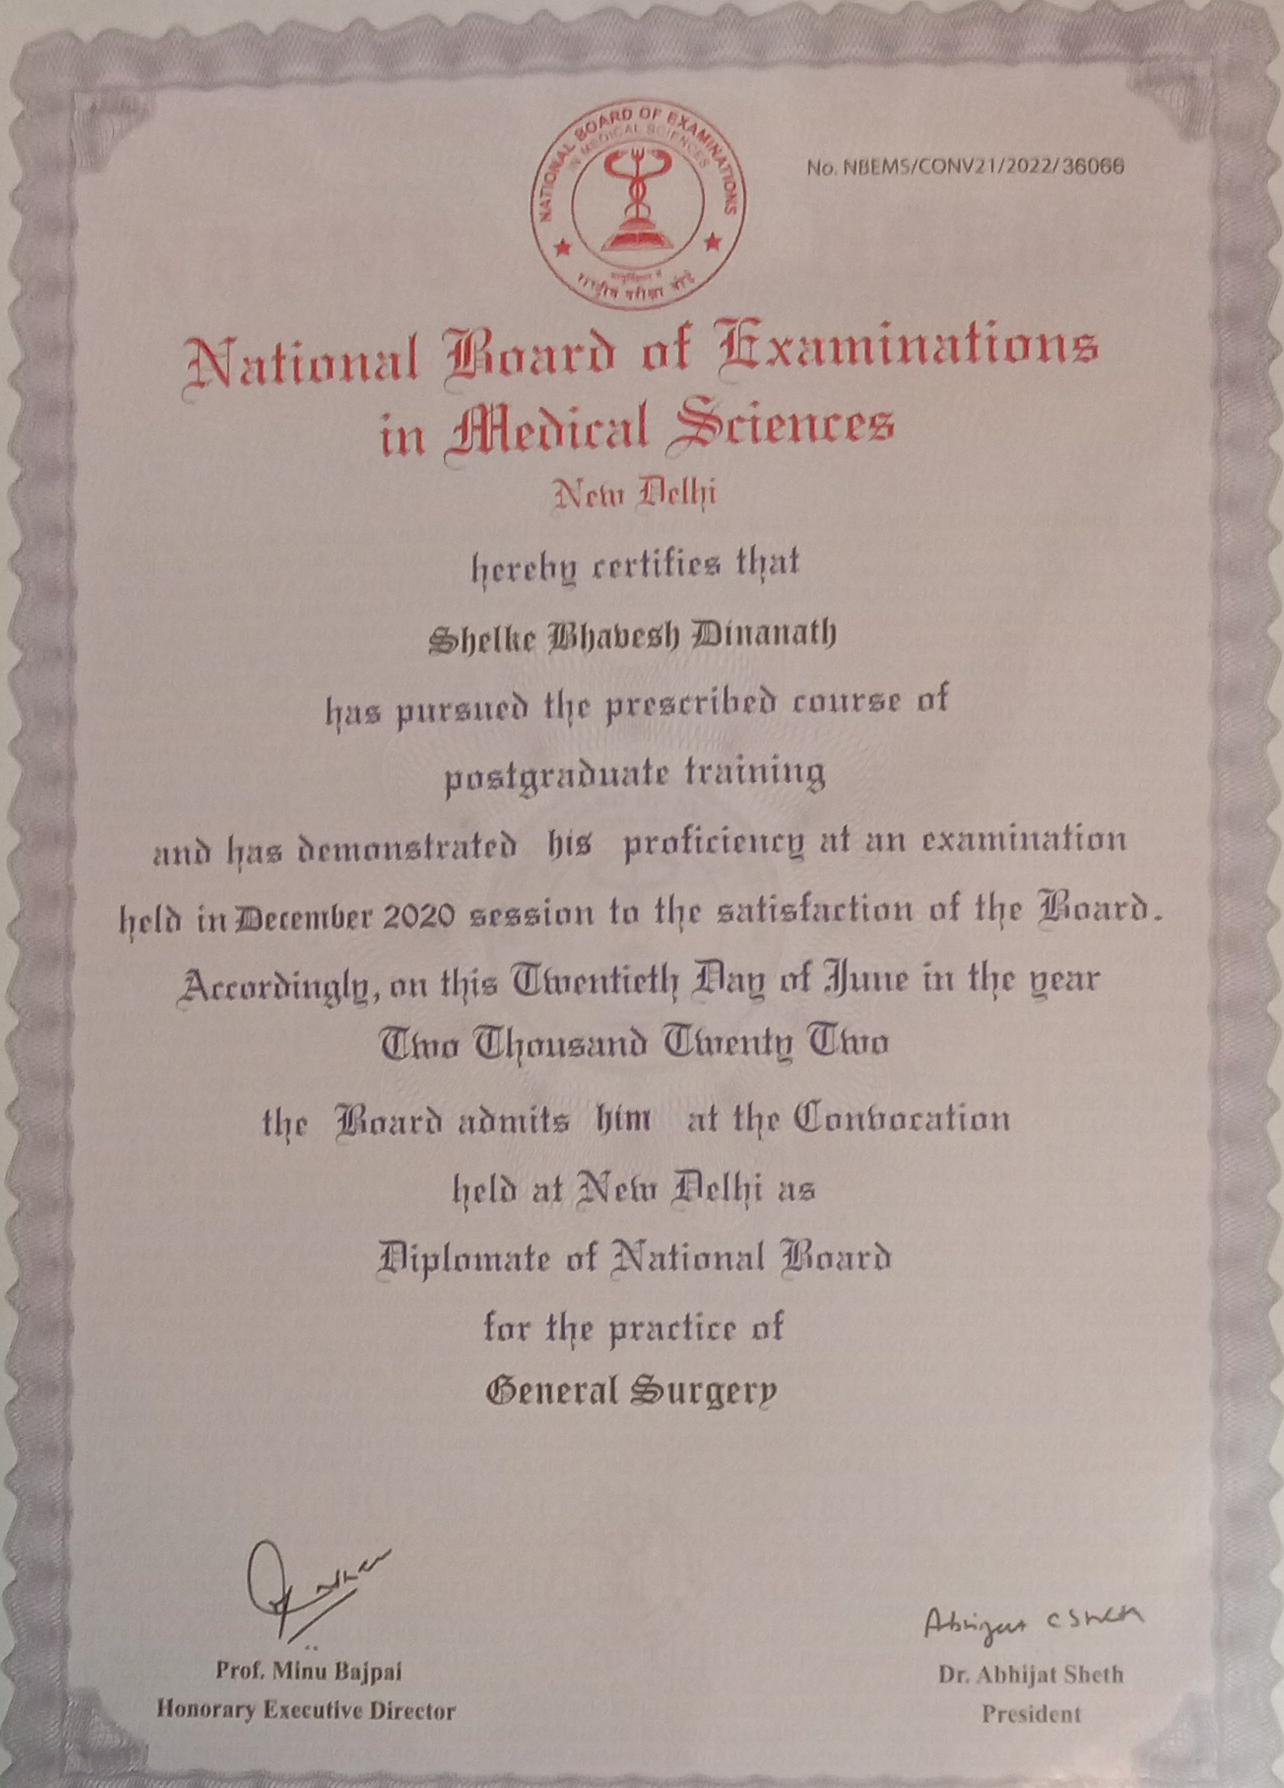 NATIONAL BOARD OF EXAMINATIONS
IN MEDICAL SCIENCES
राष्ट्रीय परीक्षा बोर्ड
No. NBEMS/CONV21/2022/36066
National Board of Examinations
in Medical Sciences
New Delhi
hereby certifies that
Shelke Bhavesh Dinanath
has pursued the prescribed course of
postgraduate training
and has demonstrated his proficiency at an examination
held in December 2020 session to the satisfaction of the Board.
Accordingly, on this Twentieth Day of June in the year
Two Thousand Twenty Two
the Board admits him at the Convocation
held at New Delhi as
Diplomate of National Board
for the practice of
General Surgery
Abhijat C Sheth
Prof. Minu Bajpai
Dr. Abhijat Sheth
Honorary Executive Director
President